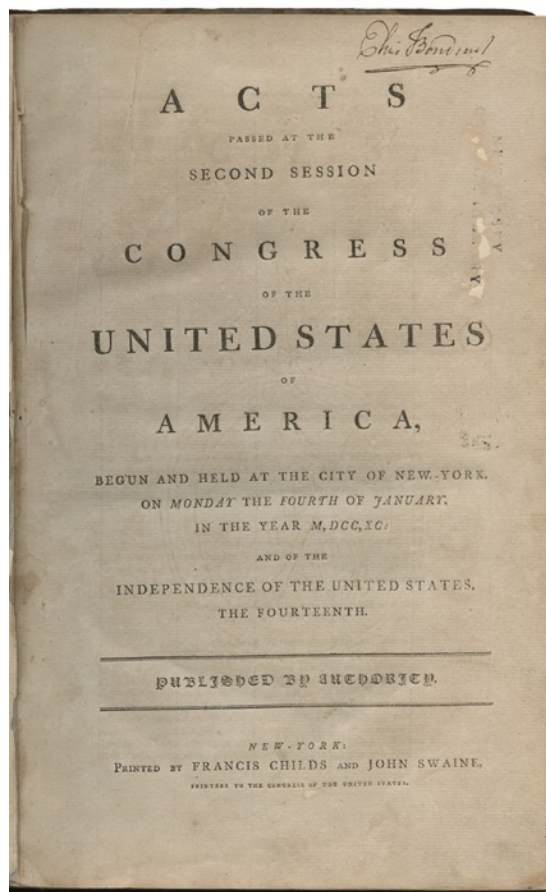 ACTS
PASSED AT THE
SECOND SESSION
OF THE
CONGRESS
OF THE
UNITED STATES
OF
AMERICA,
BEGUN AND HELD AT THE CITY OF NEW-YORK.
ON MONDAY THE FOURTH OF JANUARY,
IN THE YEAR M,DCC,XC:
AND OF THE
INDEPENDENCE OF THE UNITED STATES,
THE FOURTEENTH.
PUBLISHED BY AUTHORITY.
NEW-YORK:
PRINTED BY FRANCIS CHILDS AND JOHN SWAINE,
PRINTERS TO THE CONGRESS OF THE UNITED STATES.